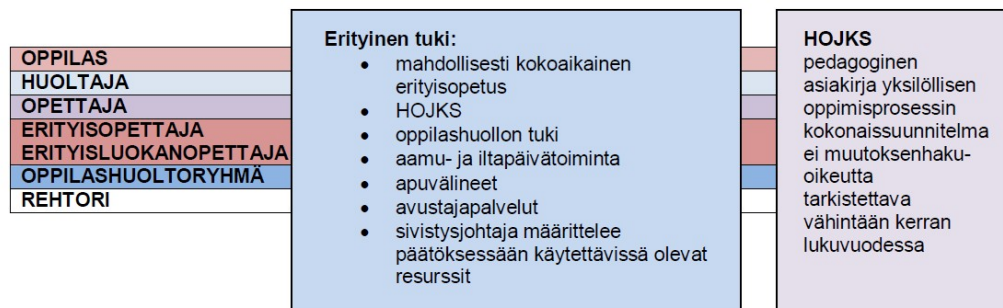 OPPILAS
HUOLTAJA
OPETTAJA
ERITYISOPETTAJA
ERITYISLUOKANOPETTAJA
OPPILASHUOLTORYHMÄ
REHTORI
Erityinen tuki:
• mahdollisesti kokoaikainen
erityisopetus
• HOJKS
• oppilashuollon tuki
• aamu- ja iltapäivätoiminta
• apuvälineet
• avustajapalvelut
• sivistysjohtaja määrittelee
päätöksessään käytettävissä olevat
resurssit
HOJKS
pedagoginen
asiakirja yksilöllisen
oppimisprosessin
kokonaissuunnitelma
ei muutoksenhaku-
oikeutta
tarkistettava
vähintään kerran
lukuvuodessa